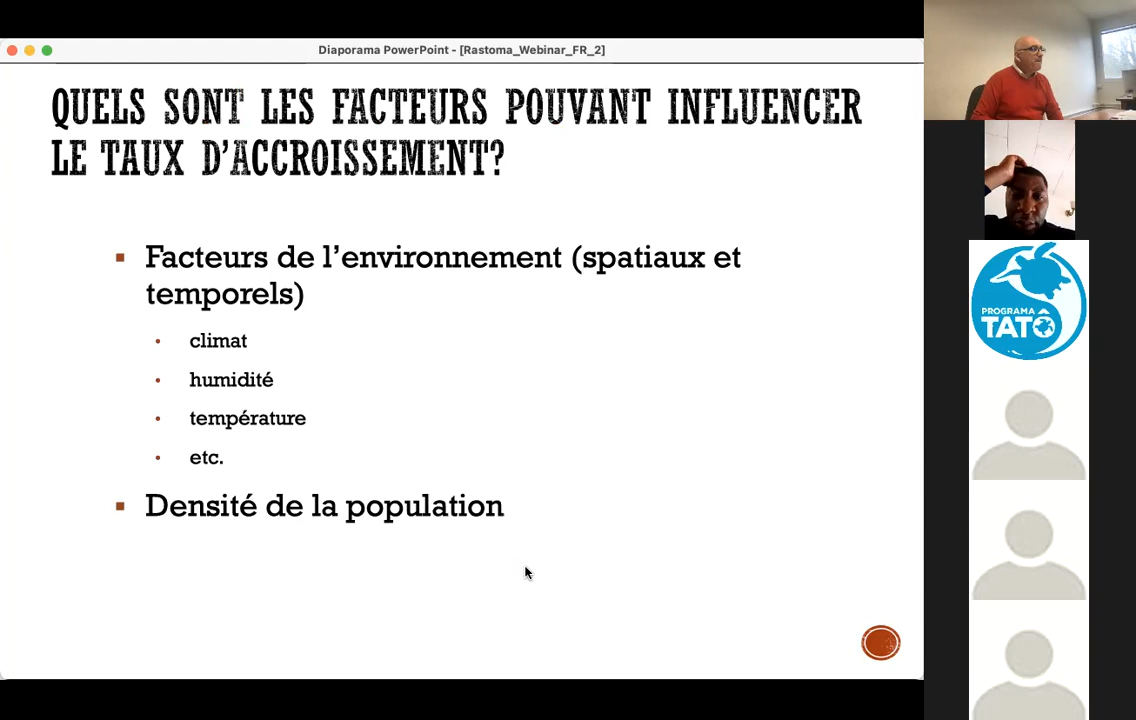 Diaporama PowerPoint - [Rastoma_Webinar_FR_2]
QUELS SONT LES FACTEURS POUVANT INFLUENCER
LE TAUX D'ACCROISSEMENT?
▪ Facteurs de l'environnement (spatiaux et
temporels)
• climat
• humidité
• température
• etc.
▪ Densité de la population
PROGRAMA
TATÔ